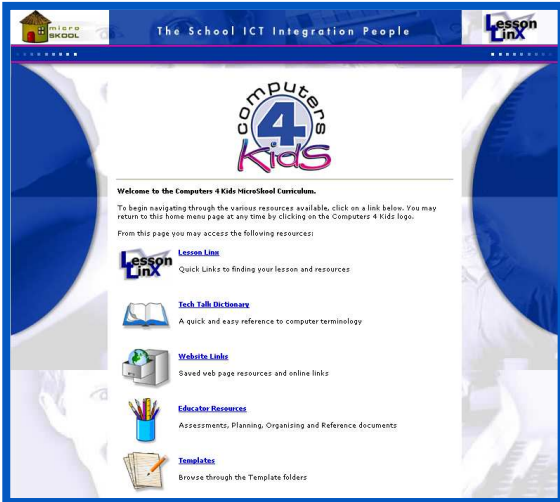 micro
SKOOL
The School ICT Integration People
Lesson
LinX
computers
4
Kids
Welcome to the Computers 4 Kids MicroSkool Curriculum.
To begin navigating through the various resources available, click on a link below. You may
return to this home menu page at any time by clicking on the Computers 4 Kids logo.
From this page you may access the following resources:
Lesson
LinX
Lesson Linx
Quick Links to finding your lesson and resources
Tech Talk Dictionary
A quick and easy reference to computer terminology
Website Links
Saved web page resources and online links
Educator Resources
Assessments, Planning, Organising and Reference documents
Templates
Browse through the Template folders